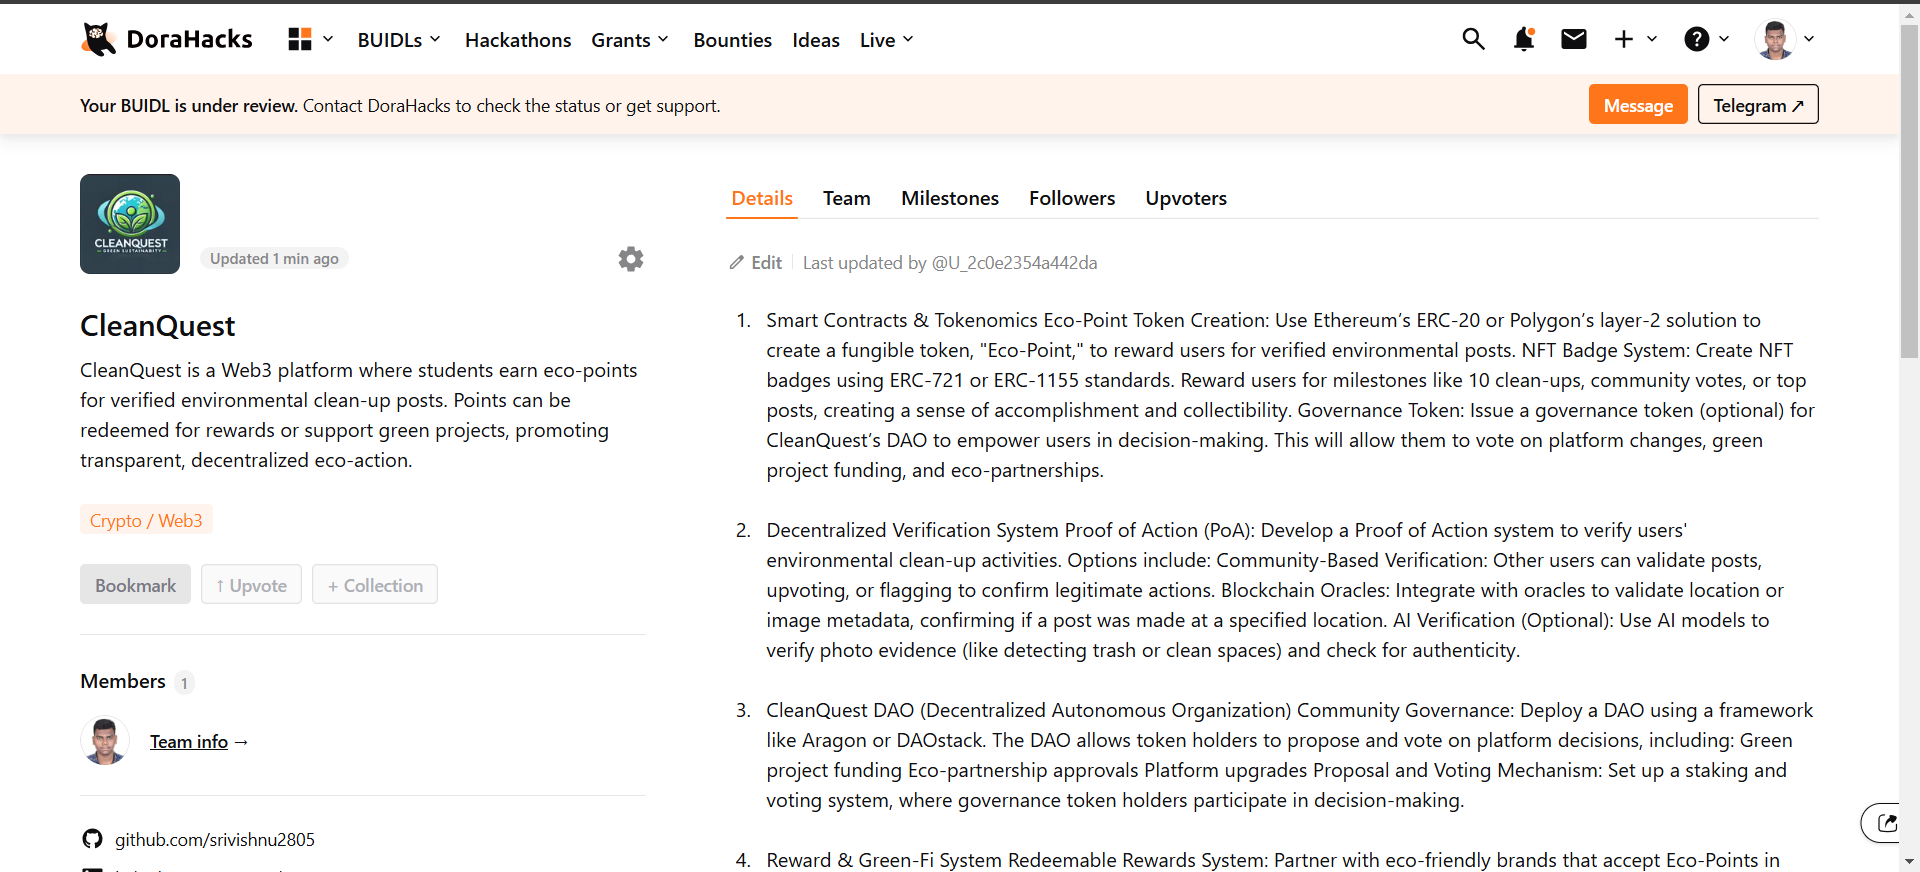 DoraHacks
BUIDLs
Hackathons
Grants
Bounties
Ideas
Live
Your BUIDL is under review. Contact DoraHacks to check the status or get support.
Message
Telegram ↗
CLEANQUEST
GREEN SUSTAINABITY
Updated 1 min ago
CleanQuest
CleanQuest is a Web3 platform where students earn eco-points
for verified environmental clean-up posts. Points can be
redeemed for rewards or support green projects, promoting
transparent, decentralized eco-action.
Crypto / Web3
Bookmark
↑ Upvote
+ Collection
Members 1
Team info →
github.com/srivishnu2805
Details
Team
Milestones
Followers
Upvoters
Edit
Last updated by @U_2c0e2354a442da
1. Smart Contracts & Tokenomics Eco-Point Token Creation: Use Ethereum’s ERC-20 or Polygon’s layer-2 solution to
create a fungible token, "Eco-Point," to reward users for verified environmental posts. NFT Badge System: Create NFT
badges using ERC-721 or ERC-1155 standards. Reward users for milestones like 10 clean-ups, community votes, or top
posts, creating a sense of accomplishment and collectibility. Governance Token: Issue a governance token (optional) for
CleanQuest’s DAO to empower users in decision-making. This will allow them to vote on platform changes, green
project funding, and eco-partnerships.
2. Decentralized Verification System Proof of Action (PoA): Develop a Proof of Action system to verify users'
environmental clean-up activities. Options include: Community-Based Verification: Other users can validate posts,
upvoting, or flagging to confirm legitimate actions. Blockchain Oracles: Integrate with oracles to validate location or
image metadata, confirming if a post was made at a specified location. AI Verification (Optional): Use AI models to
verify photo evidence (like detecting trash or clean spaces) and check for authenticity.
3. CleanQuest DAO (Decentralized Autonomous Organization) Community Governance: Deploy a DAO using a framework
like Aragon or DAOstack. The DAO allows token holders to propose and vote on platform decisions, including: Green
project funding Eco-partnership approvals Platform upgrades Proposal and Voting Mechanism: Set up a staking and
voting system, where governance token holders participate in decision-making.
4. Reward & Green-Fi System Redeemable Rewards System: Partner with eco-friendly brands that accept Eco-Points in